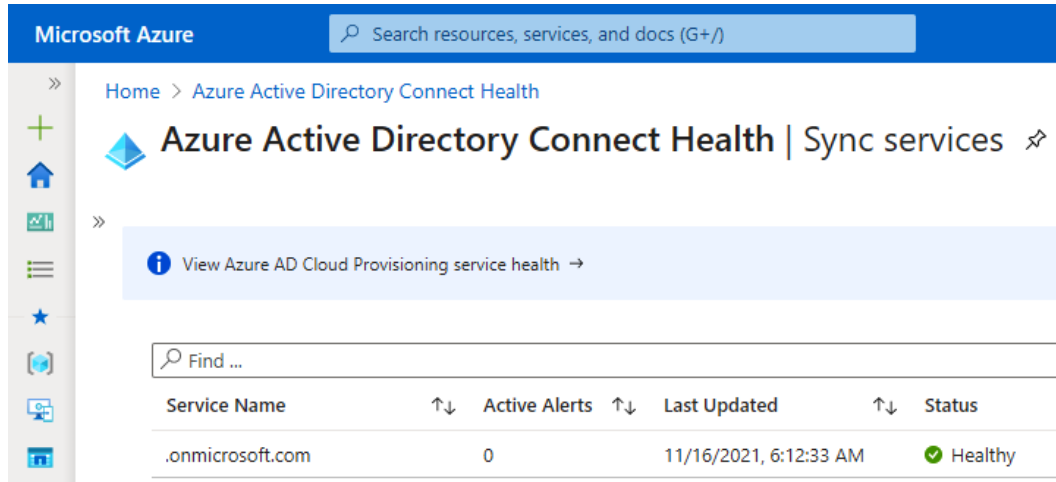 Microsoft Azure
Search resources, services, and docs (G+/)
Home > Azure Active Directory Connect Health
Azure Active Directory Connect Health | Sync services
View Azure AD Cloud Provisioning service health →
Find ...
Service Name ↑↓ Active Alerts ↑↓ Last Updated ↑↓ Status
.onmicrosoft.com 0 11/16/2021, 6:12:33 AM Healthy